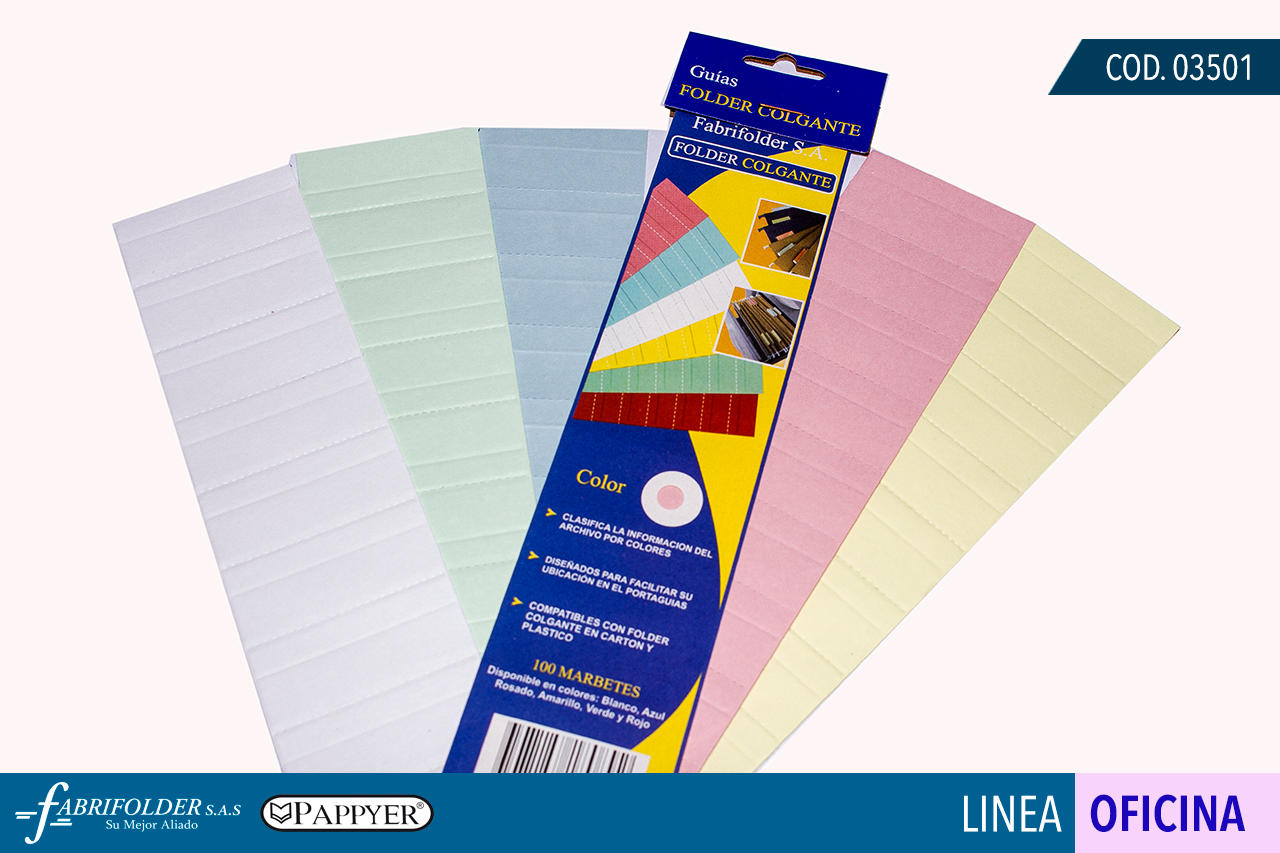 COD. 03501
Guías
FOLDER COLGANTE
Fabrifolder S.A.
FOLDER COLGANTE
Color
CLASIFICA LA INFORMACION DEL
ARCHIVO POR COLORES
DISEÑADOS PARA FACILITAR SU
UBICACIÓN EN EL PORTAGUIAS
COMPATIBLES CON FOLDER
COLGANTE EN CARTON Y
PLASTICO
100 MARBETES
Disponible en colores: Blanco, Azul
Rosado, Amarillo, Verde y Rojo
FABRIFOLDER S.A.S
Su Mejor Aliado
PAPPYER®
LINEA OFICINA